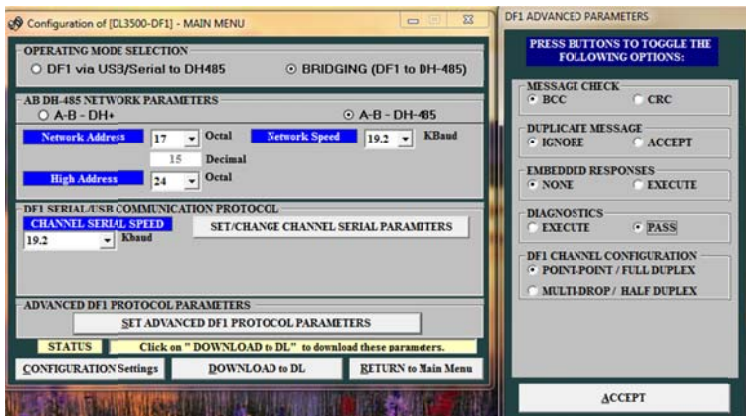 Configuration of [DL3500-DF1] - MAIN MENU
OPERATING MODE SELECTION
DF1 via USB/Serial to DH485
BRIDGING (DF1 to DH-485)
AB DH-485 NETWORK PARAMETERS
A-B - DH+
A-B - DH-485
Network Address 17 Octal Network Speed 19.2 KBaud
15 Decimal
High Address 24 Octal
DF1 SERIAL/USB COMMUNICATION PROTOCOL
CHANNEL SERIAL SPEED
19.2 Kbaud
SET/CHANGE CHANNEL SERIAL PARAMITERS
ADVANCED DF1 PROTOCOL PARAMETERS
SET ADVANCED DF1 PROTOCOL PARAMETERS
STATUS Click on " DOWNLOAD to DL" to download these paramders.
CONFIGURATION Settings DOWNLOAD to DL RETURN to Main Menu
DF1 ADVANCED PARAMETERS
PRESS BUTTONS TO TOGGLE THE
FOLLOWING OPTIONS:
MESSAGE CHECK
BCC CRC
DUPLICATE MESSAGE
IGNORE ACCEPT
EMBEDDID RESPONSES
NONE EXECUTE
DIAGNOSTICS
EXECUTE PASS
DF1 CHANNEL CONFIGURATION
POINT-POINT / FULL DUPLEX
MULTI-DROP / HALF DUPLEX
ACCEPT